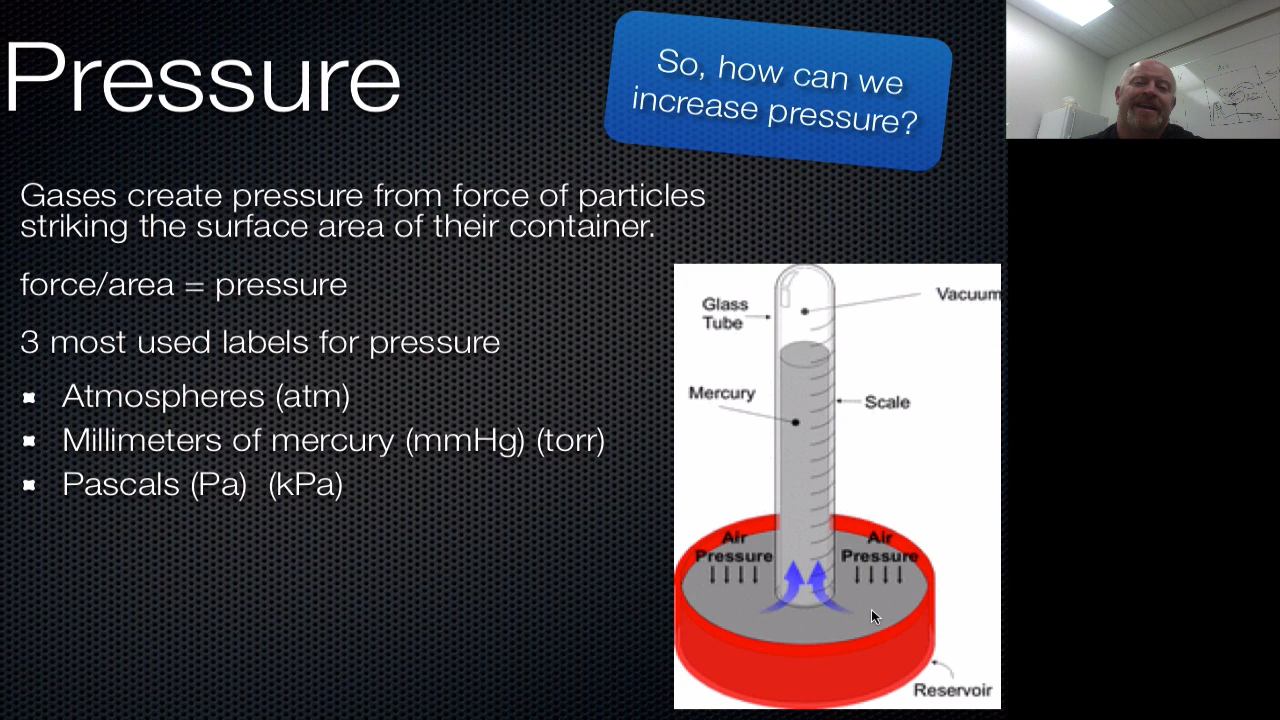 Pressure
So, how can we
increase pressure?
Gases create pressure from force of particles
striking the surface area of their container.
force/area = pressure
3 most used labels for pressure
Atmospheres (atm)
Millimeters of mercury (mmHg) (torr)
Pascals (Pa) (kPa)
Vacuum
Glass
Tube
Mercury
Scale
Air
Pressure
Air
Pressure
Reservoir